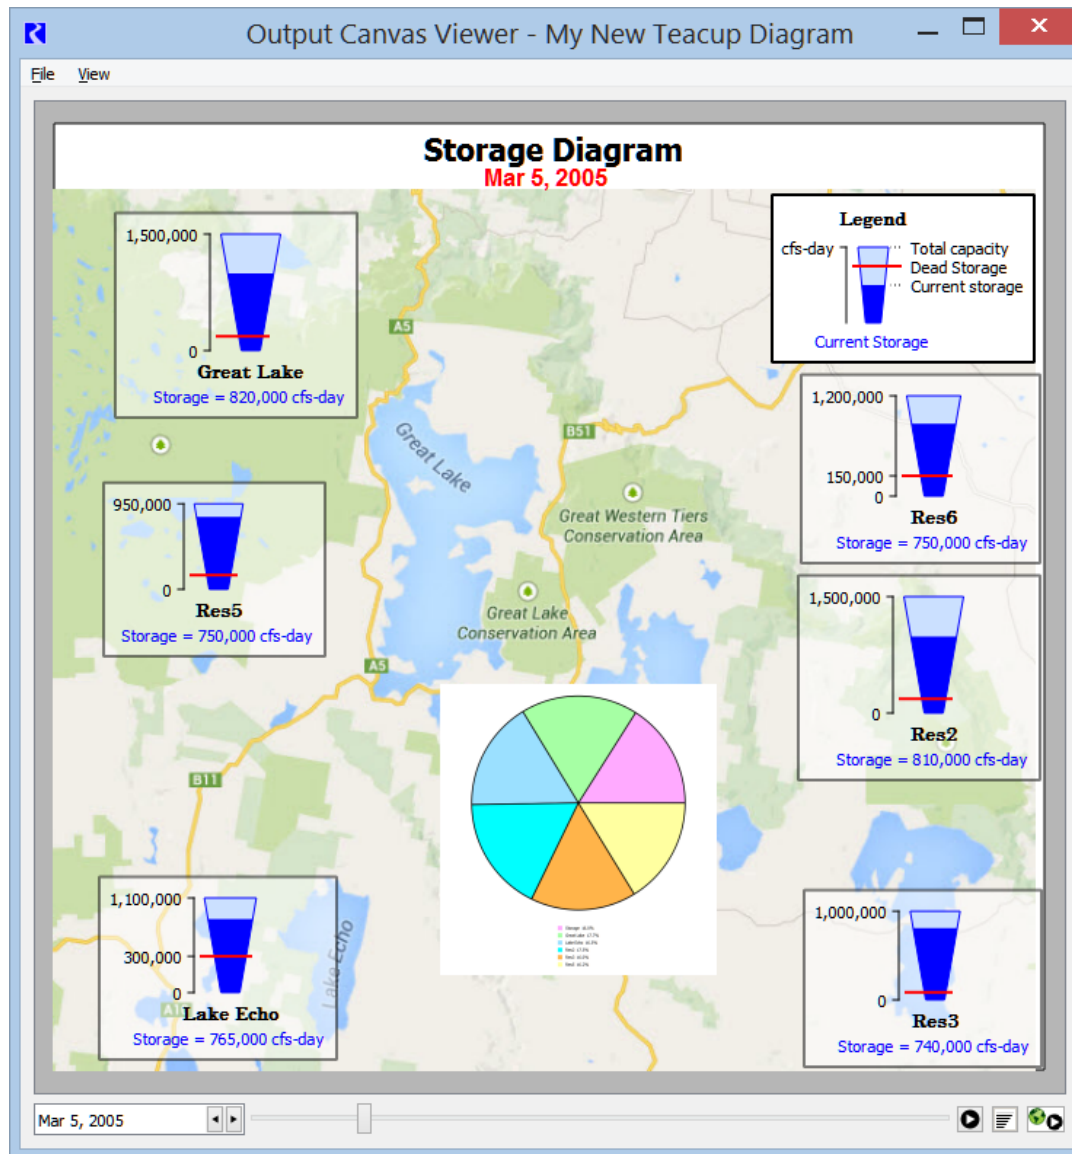 Output Canvas Viewer - My New Teacup Diagram
File View
Storage Diagram
Mar 5, 2005
1,500,000
0
Great Lake
Storage = 820,000 cfs-day
Legend
cfs-day
Total capacity
Dead Storage
Current storage
Current Storage
A5
B51
Great Lake
1,200,000
150,000
0
Res6
Storage = 750,000 cfs-day
950,000
0
Res5
Storage = 750,000 cfs-day
Great Western Tiers
Conservation Area
Great Lake
Conservation Area
A5
1,500,000
0
Res2
Storage = 810,000 cfs-day
B11
1,100,000
300,000
0
Lake Echo
Storage = 765,000 cfs-day
Lake Echo
1,000,000
0
Res3
Storage = 740,000 cfs-day
Mar 5, 2005